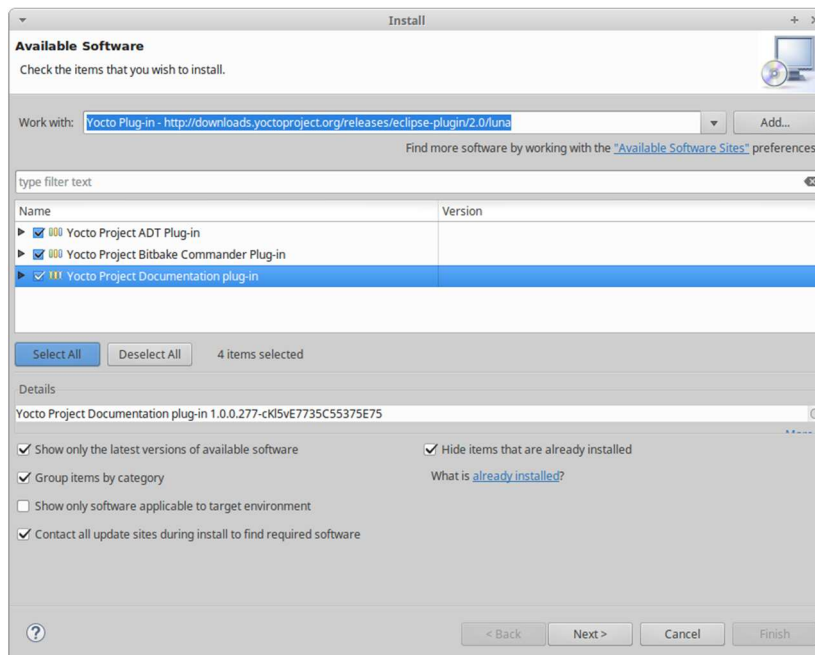 Install
Available Software
Check the items that you wish to install.
Work with: Yocto Plug-in - http://downloads.yoctoproject.org/releases/eclipse-plugin/2.0/luna Add...
Find more software by working with the "Available Software Sites" preferences
type filter text
Name Version
Yocto Project ADT Plug-in
Yocto Project Bitbake Commander Plug-in
Yocto Project Documentation plug-in
Select All Deselect All 4 items selected
Details
Yocto Project Documentation plug-in 1.0.0.277-cKl5vE7735C55375E75
Show only the latest versions of available software Hide items that are already installed
Group items by category What is already installed?
Show only software applicable to target environment
Contact all update sites during install to find required software
? < Back Next > Cancel Finish